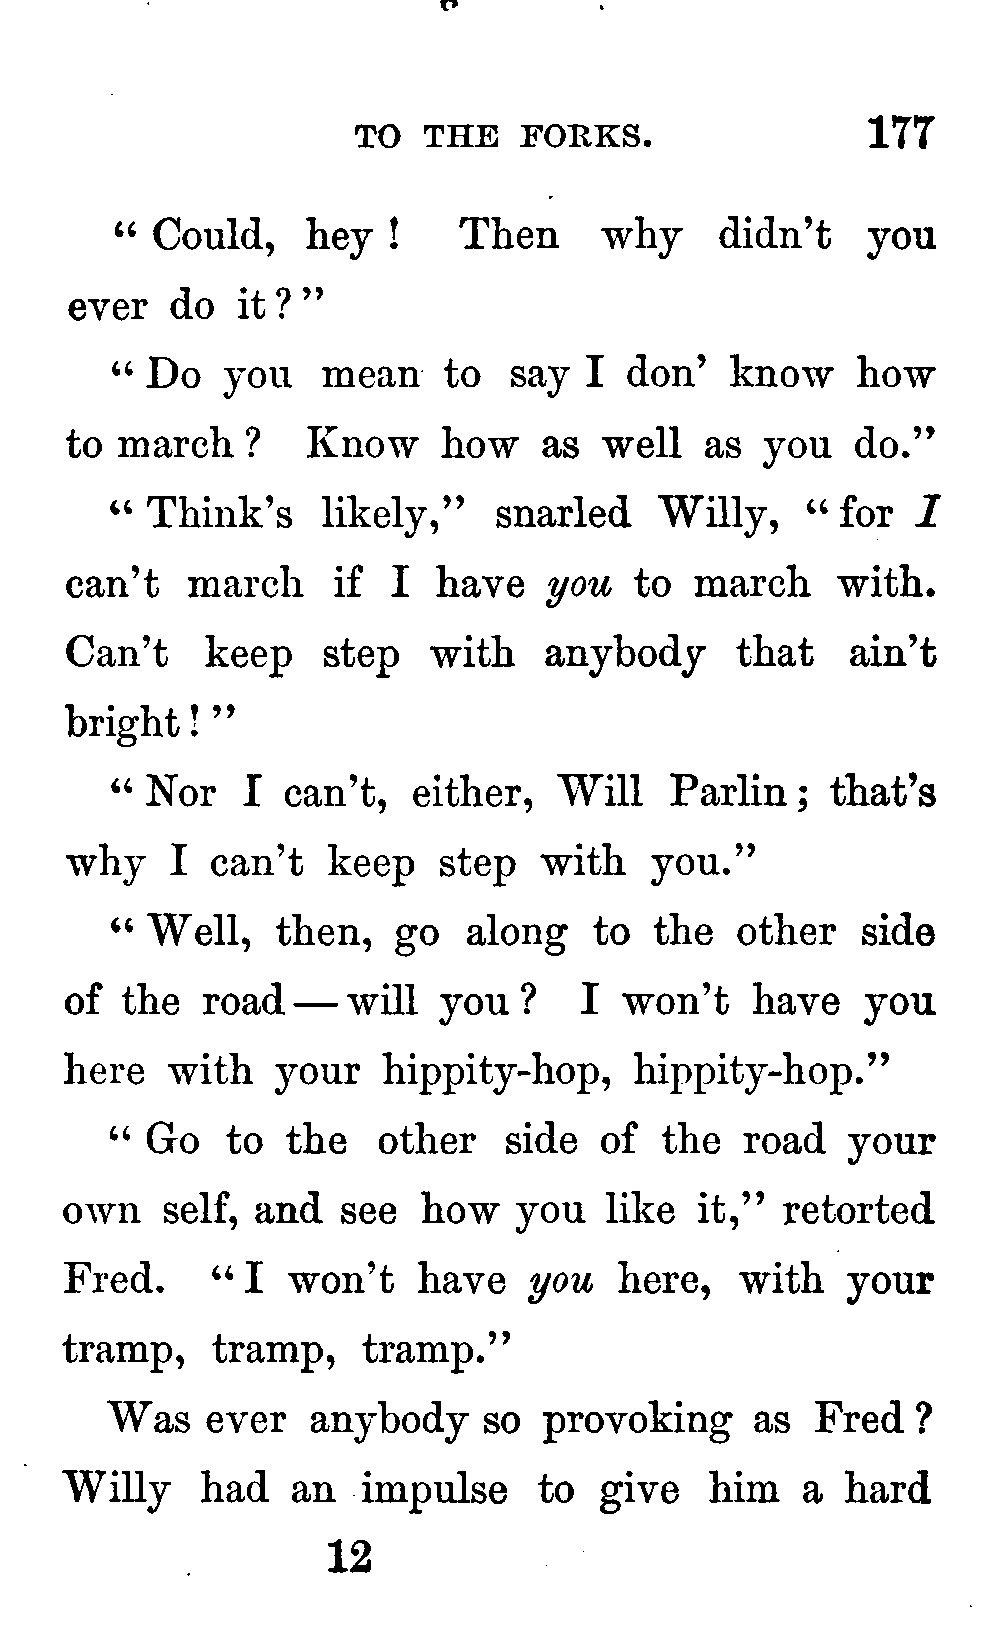 TO THE FORKS. 177
“Could, hey! Then why didn’t you
ever do it?”
“Do you mean to say I don’ know how
to march? Know how as well as you do.”
“Think’s likely,” snarled Willy, “for I
can’t march if I have you to march with.
Can’t keep step with anybody that ain’t
bright!”
“Nor I can’t, either, Will Parlin; that’s
why I can’t keep step with you.”
“Well, then, go along to the other side
of the road—will you? I won’t have you
here with your hippity-hop, hippity-hop.”
“Go to the other side of the road your
own self, and see how you like it,” retorted
Fred. “I won’t have you here, with your
tramp, tramp, tramp.”
Was ever anybody so provoking as Fred?
Willy had an impulse to give him a hard
12